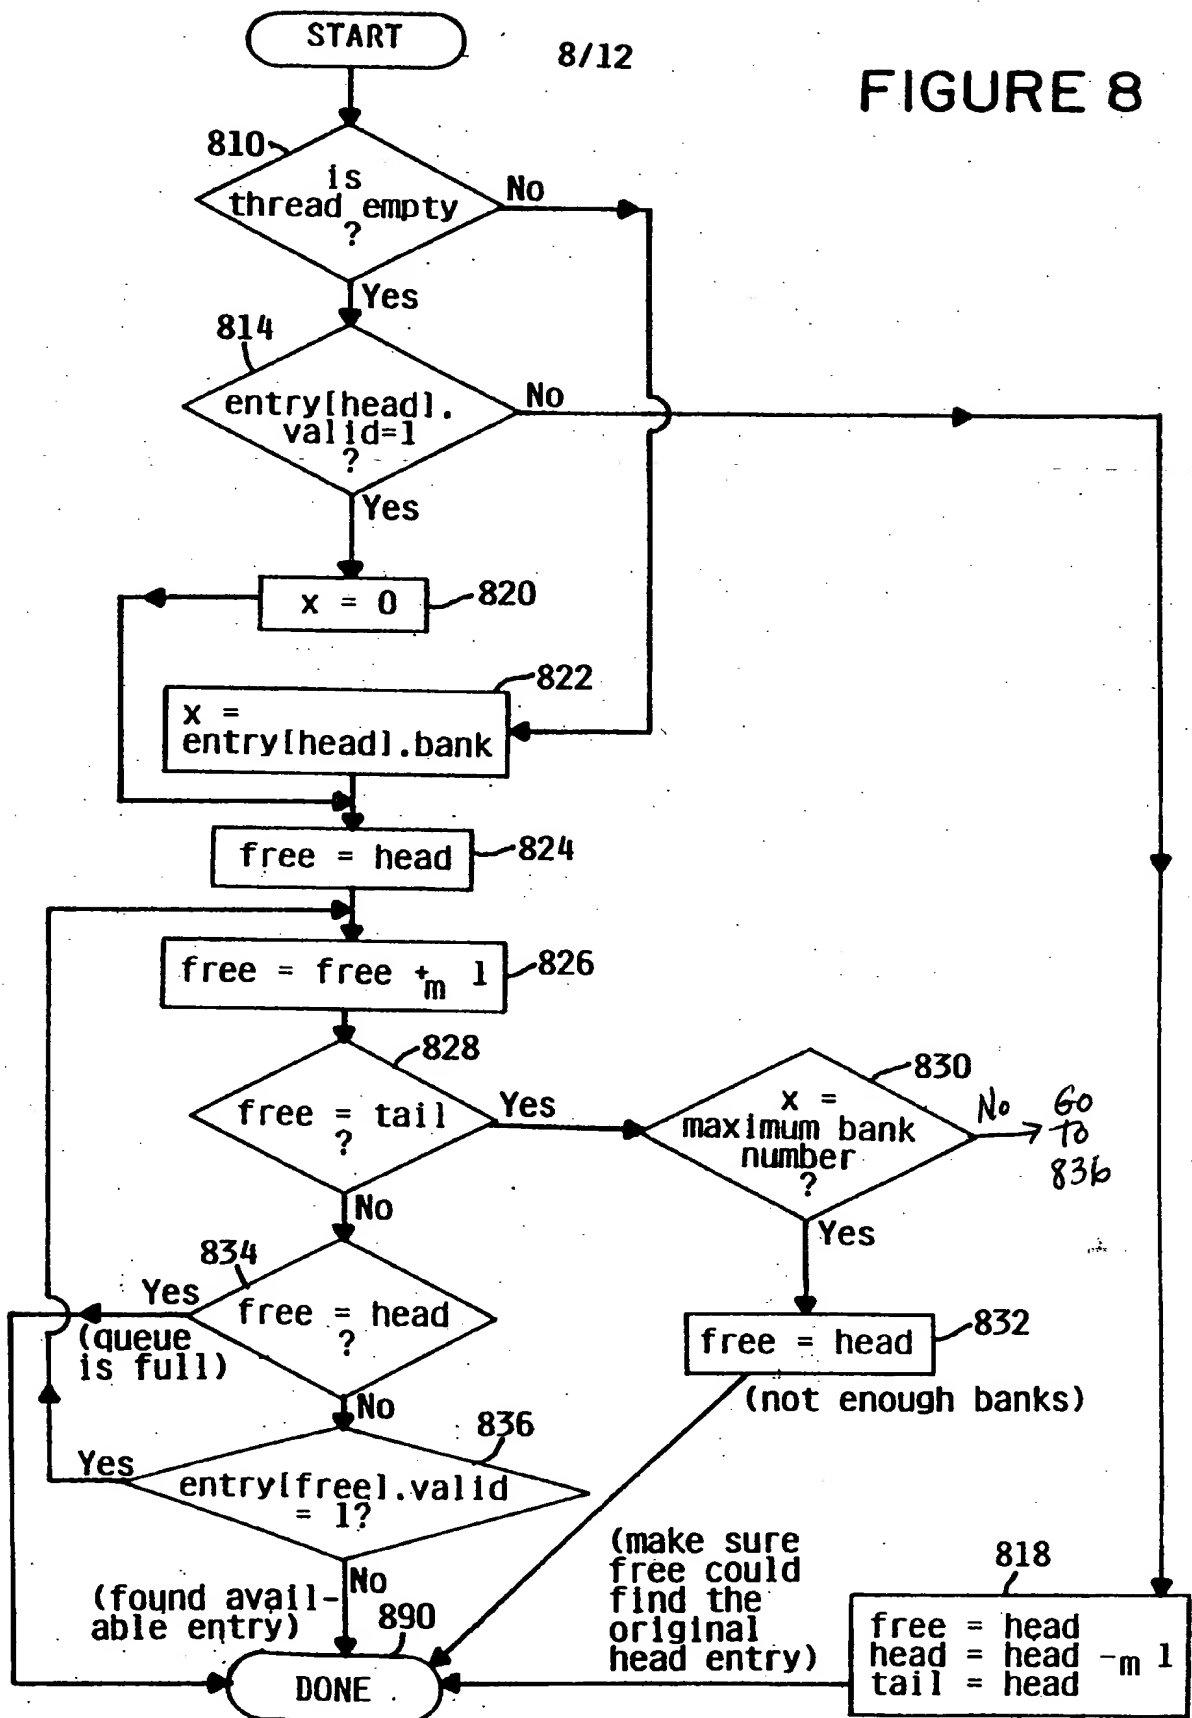 START
8/12
FIGURE 8
810
is
thread empty
?
No
Yes
814
entry[head].
valid=1
?
No
Yes
x = 0
820
822
x =
entry[head].bank
free = head
824
free = free +m 1
826
828
free = tail
?
Yes
No
830
x =
maximum bank
number
?
No
Go
To
836
Yes
free = head
832
(not enough banks)
834
free = head
?
Yes
(queue
is full)
No
836
entry[free].valid
= 1?
Yes
No
(found avail-
able entry)
890
DONE
(make sure
free could
find the
original
head entry)
818
free = head
head = head -m 1
tail = head